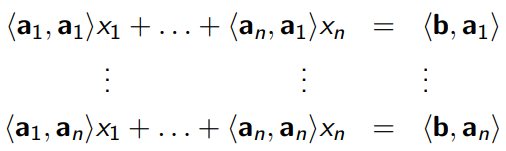 ⟨a₁, a₁⟩x₁ + … + ⟨aₙ, a₁⟩xₙ = ⟨b, a₁⟩
⋮ ⋮ ⋮
⟨a₁, aₙ⟩x₁ + … + ⟨aₙ, aₙ⟩xₙ = ⟨b, aₙ⟩